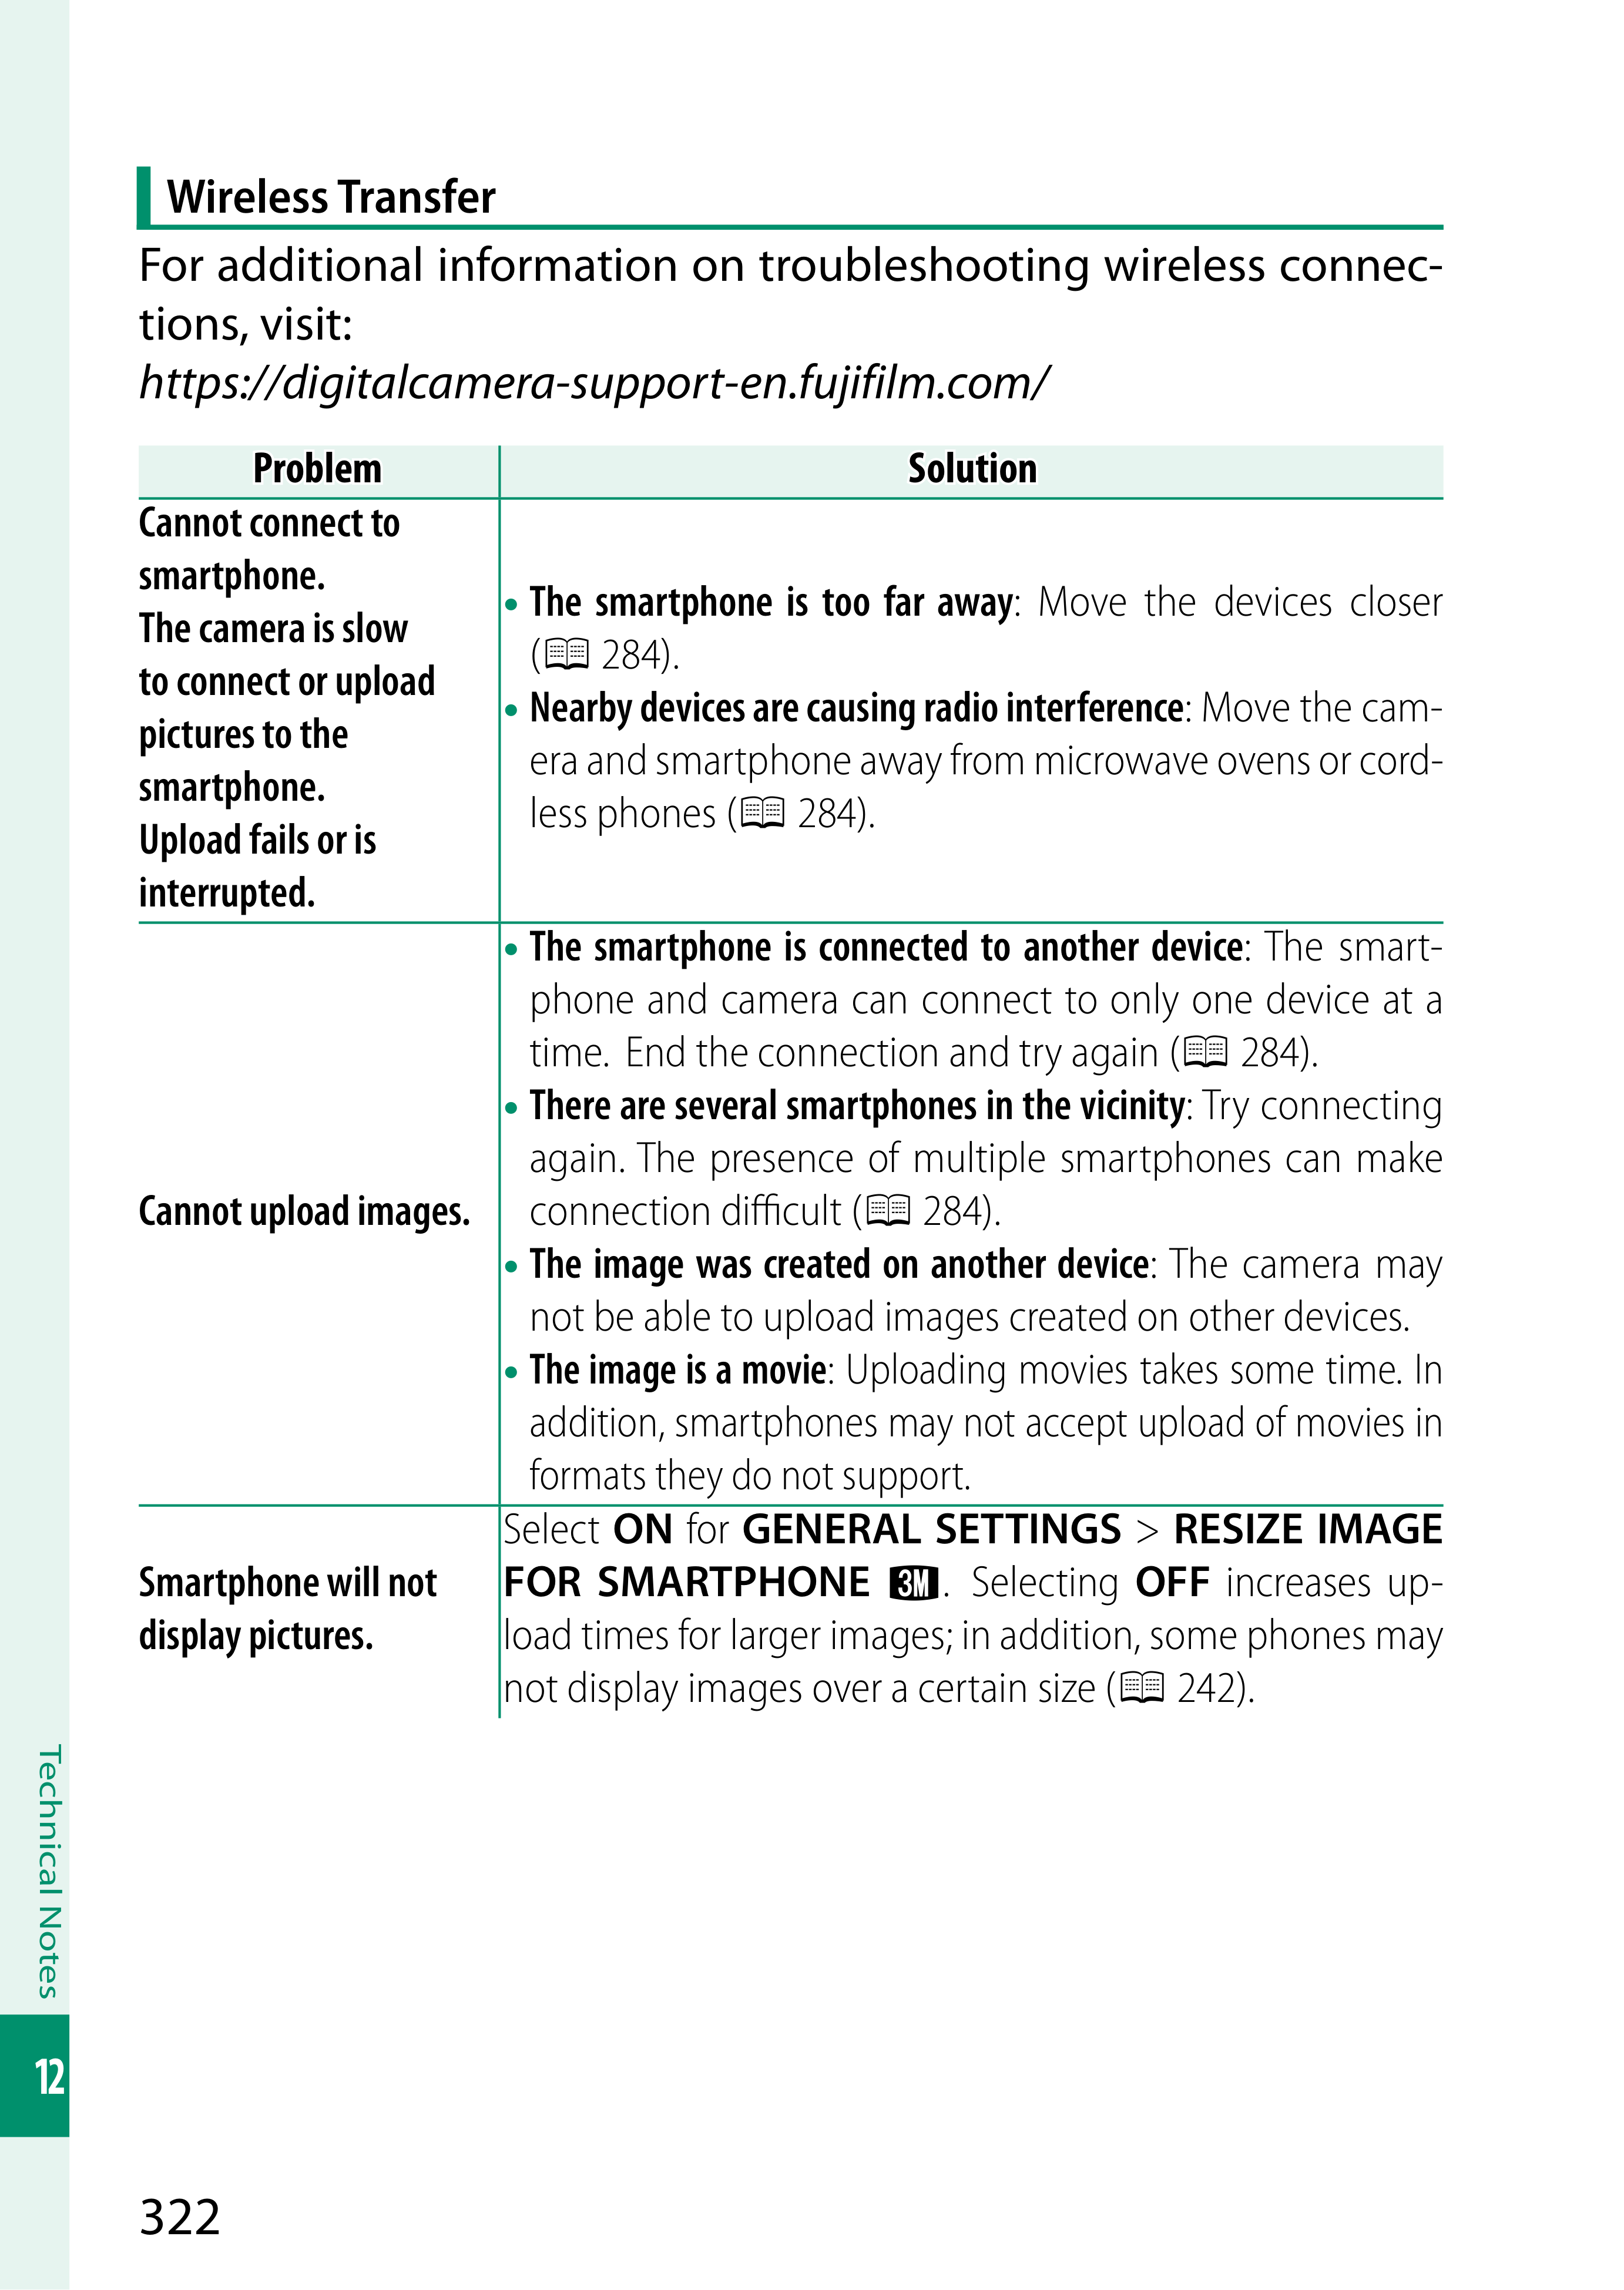 Wireless Transfer
For additional information on troubleshooting wireless connec-
tions, visit:
https://digitalcamera-support-en.fujifilm.com/
Problem
Solution
Cannot connect to
smartphone.
The camera is slow
to connect or upload
pictures to the
smartphone.
Upload fails or is
interrupted.
• The smartphone is too far away: Move the devices closer
( 284).
• Nearby devices are causing radio interference: Move the cam-
era and smartphone away from microwave ovens or cord-
less phones ( 284).
Cannot upload images.
• The smartphone is connected to another device: The smart-
phone and camera can connect to only one device at a
time. End the connection and try again ( 284).
• There are several smartphones in the vicinity: Try connecting
again. The presence of multiple smartphones can make
connection difficult ( 284).
• The image was created on another device: The camera may
not be able to upload images created on other devices.
• The image is a movie: Uploading movies takes some time. In
addition, smartphones may not accept upload of movies in
formats they do not support.
Smartphone will not
display pictures.
Select ON for GENERAL SETTINGS > RESIZE IMAGE
FOR SMARTPHONE 3M. Selecting OFF increases up-
load times for larger images; in addition, some phones may
not display images over a certain size ( 242).
Technical Notes
12
322